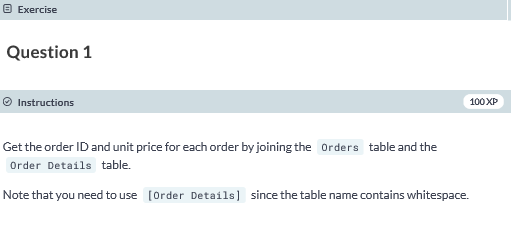 Exercise
Question 1
Instructions
100 XP
Get the order ID and unit price for each order by joining the Orders table and the
Order Details table.
Note that you need to use [Order Details] since the table name contains whitespace.